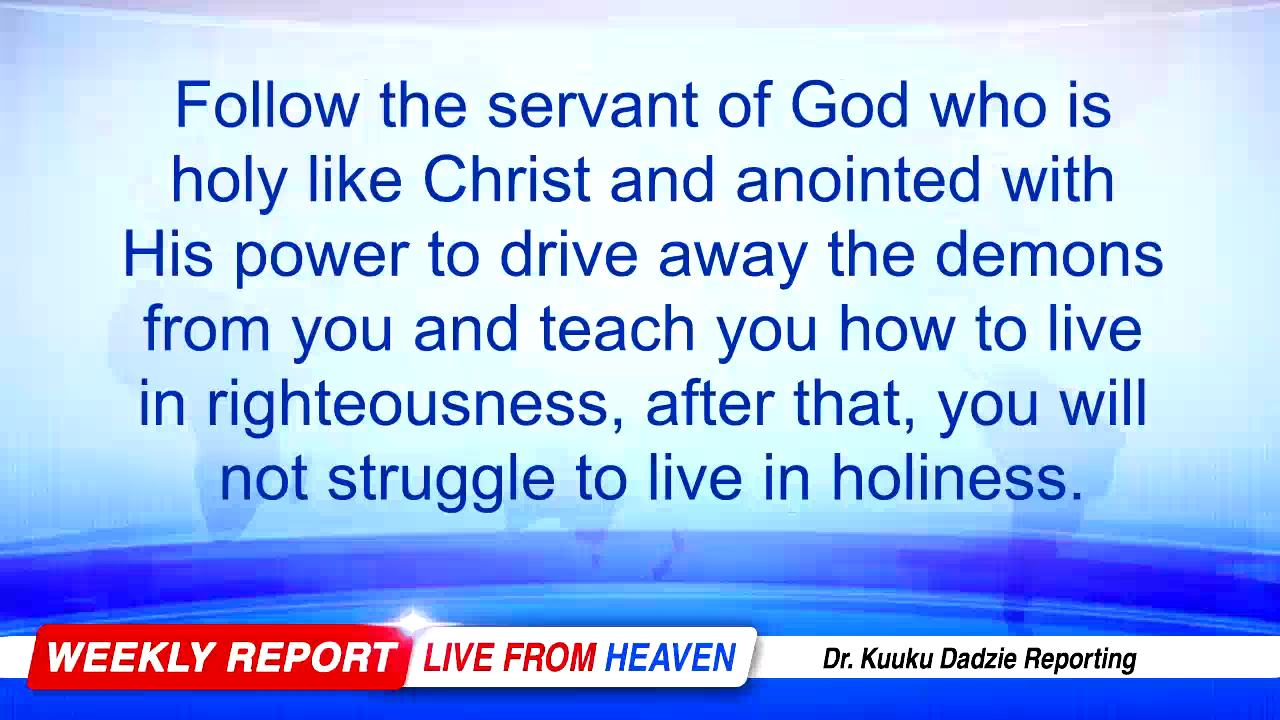 Follow the servant of God who is
holy like Christ and anointed with
His power to drive away the demons
from you and teach you how to live
in righteousness, after that, you will
not struggle to live in holiness.
WEEKLY REPORT LIVE FROM HEAVEN Dr. Kuuku Dadzie Reporting